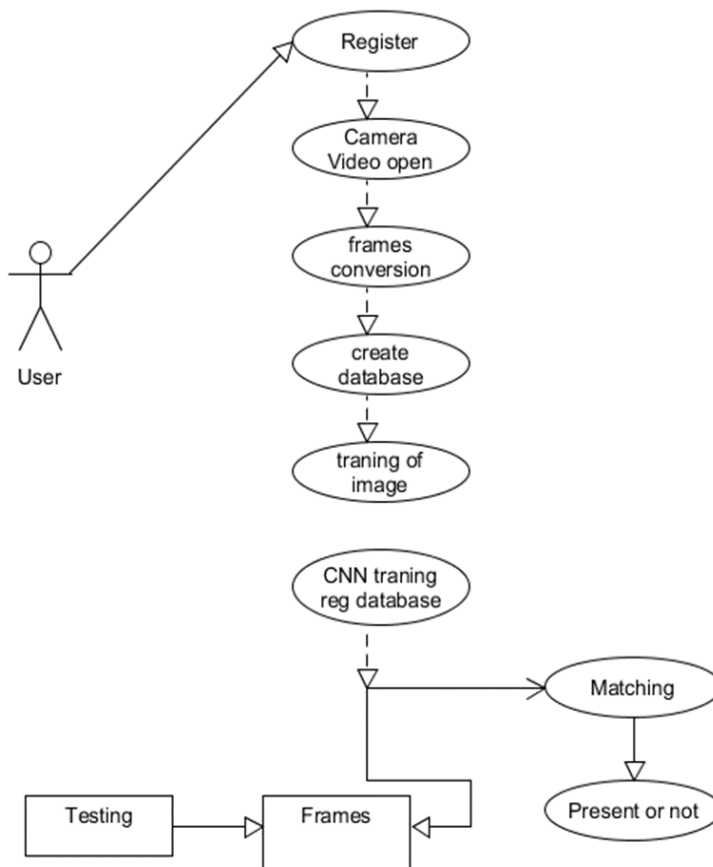 Register
Camera
Video open
frames
conversion
User
create
database
traning of
image
CNN traning
reg database
Matching
Testing
Frames
Present or not